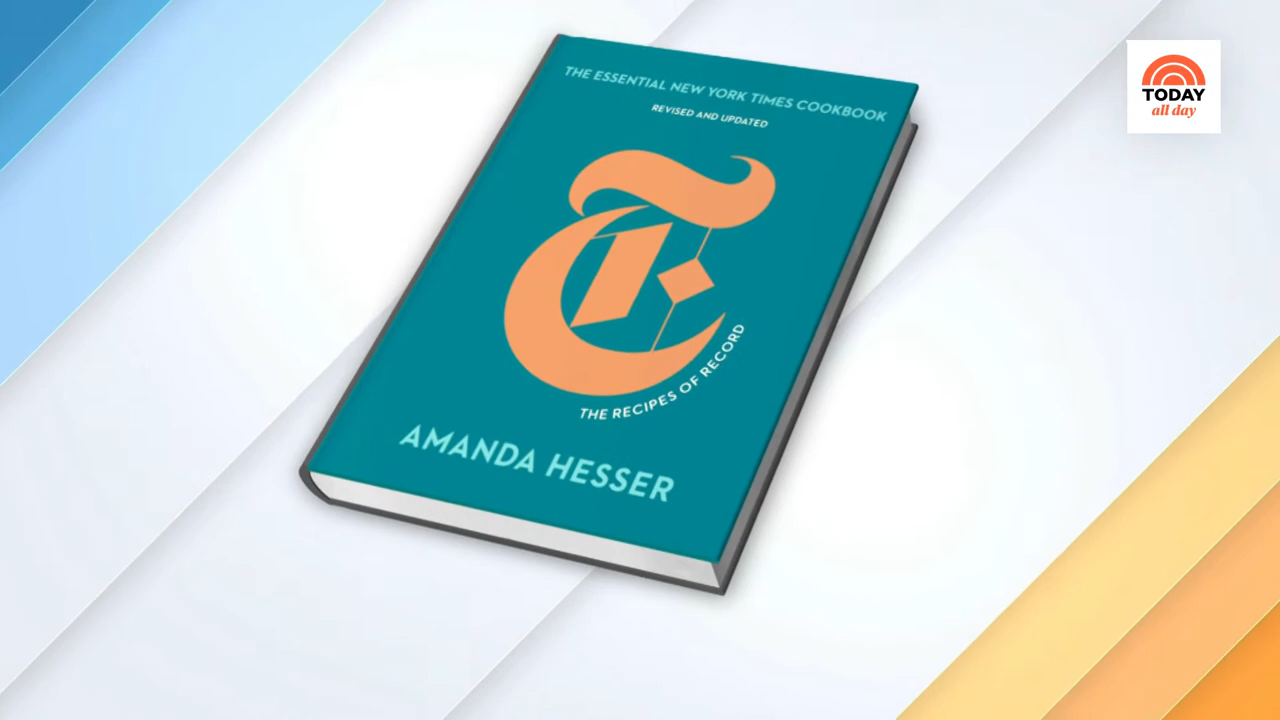 THE ESSENTIAL NEW YORK TIMES COOKBOOK
REVISED AND UPDATED
T
THE RECIPES OF RECORD
AMANDA HESSER
TODAY
all day